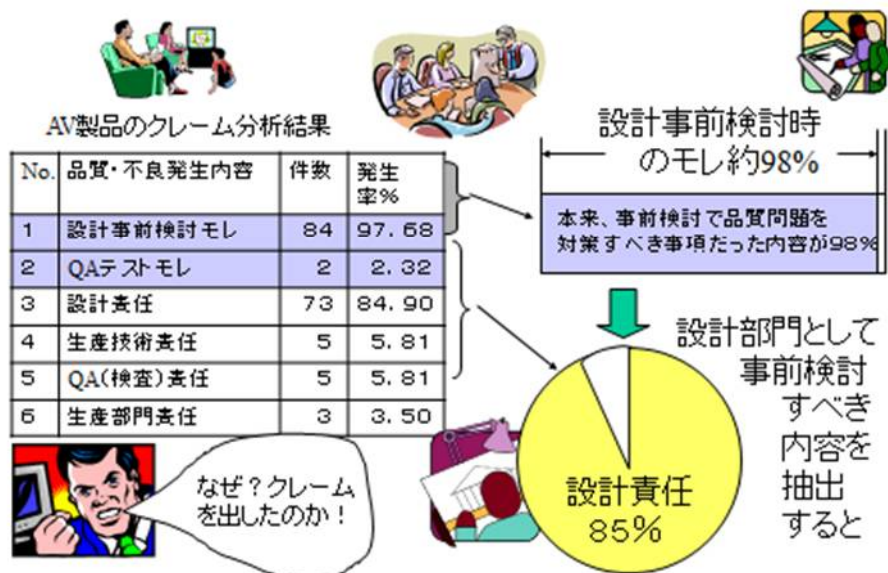 AV製品のクレーム分析結果
No. 品質・不良発生内容 件数 発生率%
1 設計事前検討モレ 84 97.68
2 QAテストモレ 2 2.32
3 設計責任 73 84.90
4 生産技術責任 5 5.81
5 QA(検査)責任 5 5.81
6 生産部門責任 3 3.50
なぜ？クレーム
を出したのか！
設計事前検討時
のモレ約98%
本来、事前検討で品質問題を
対策すべき事項だった内容が98%
設計部門として
事前検討
すべき
内容を
抽出
すると
設計責任
85%